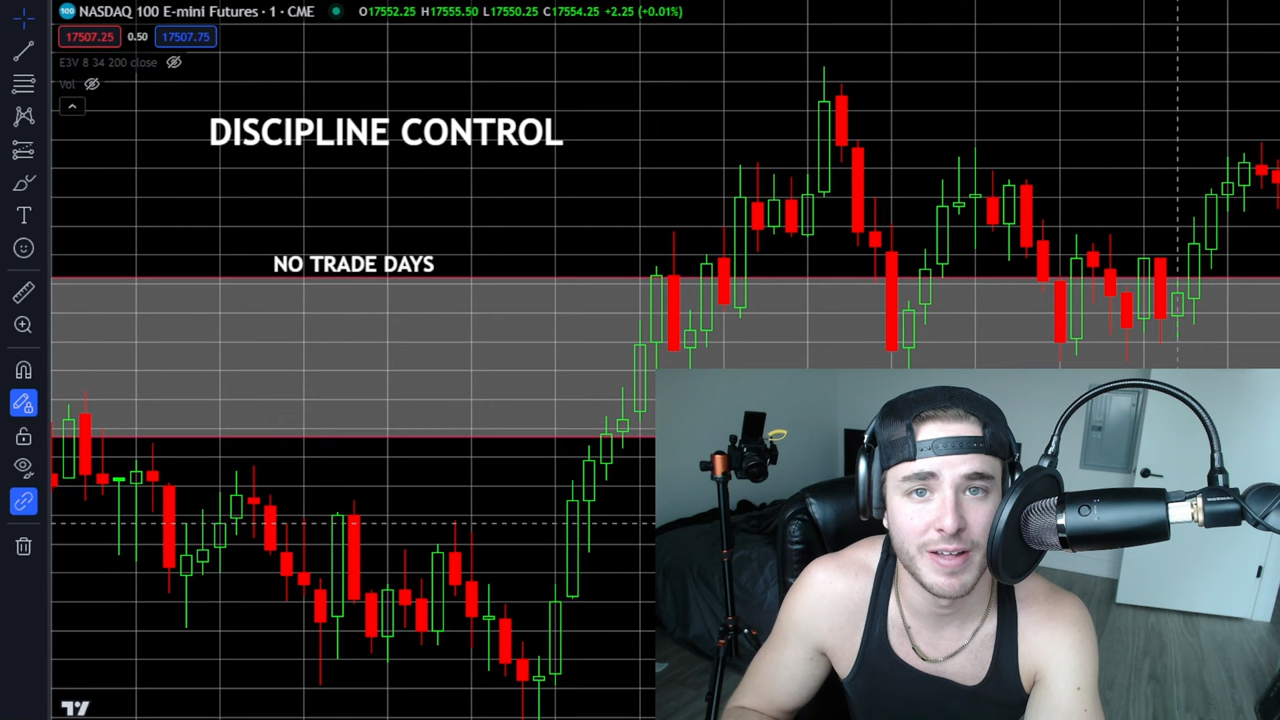 100 NASDAQ 100 E-mini Futures · 1 · CME O17552.25 H17555.50 L17550.25 C17554.25 +2.25 (+0.01%)
17507.25 0.50 17507.75
E3V 8 34 200 close
Vol
DISCIPLINE CONTROL
NO TRADE DAYS